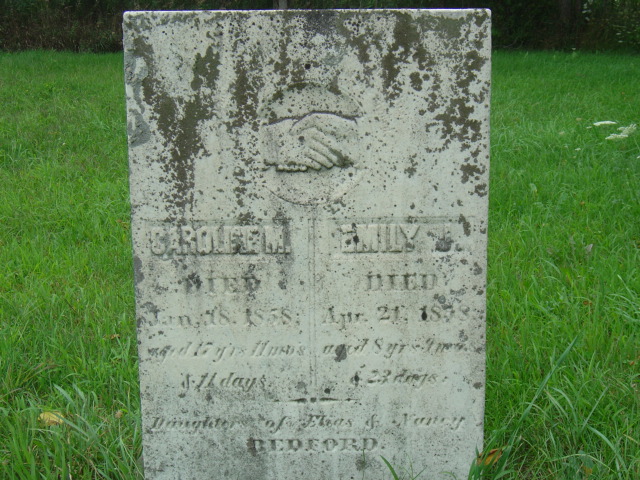 CAROLINE M.
DIED
Jan. 18. 1858.
aged 17 yrs 11 mos
& 11 days
EMILY J.
DIED
Apr. 21. 1858
aged 8 yrs mos
& 23 days.
Daughters of Elias & Nancy
BEDFORD.